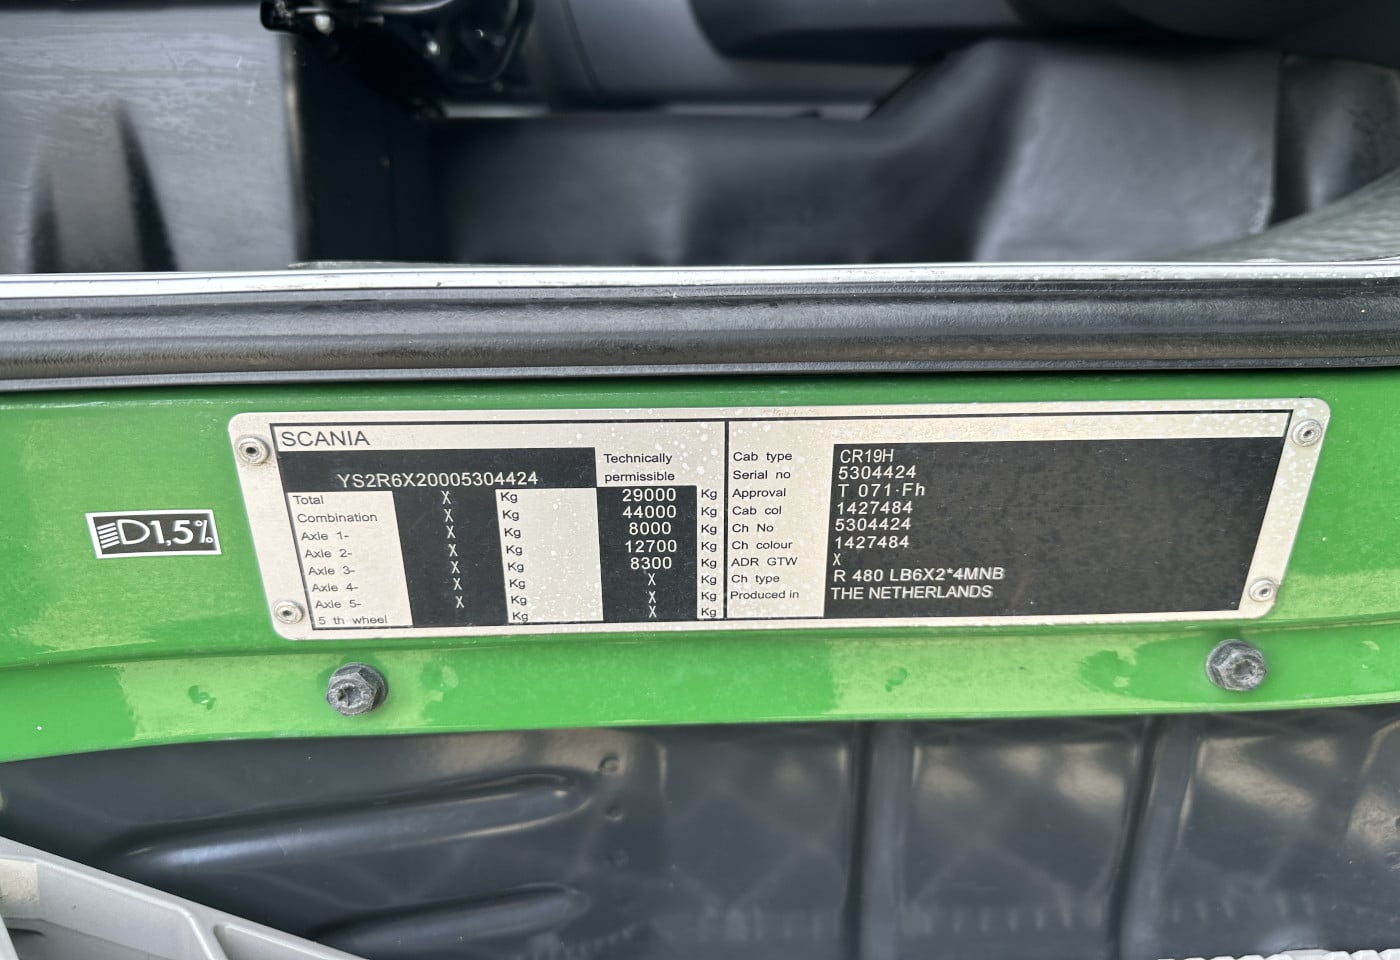 SCANIA
YS2R6X20005304424
Technically
permissible
Total X Kg 29000 Kg
Combination X Kg 44000 Kg
Axle 1- X Kg 8000 Kg
Axle 2- X Kg 12700 Kg
Axle 3- X Kg 8300 Kg
Axle 4- X Kg X Kg
Axle 5- X Kg X Kg
5 th wheel Kg X Kg
Cab type CR19H
Serial no 5304424
Approval T 071-Fh
Cab col 1427484
Ch No 5304424
Ch colour 1427484
ADR GTW X
Ch type R 480 LB6X2*4MNB
Produced in THE NETHERLANDS
D1,5%